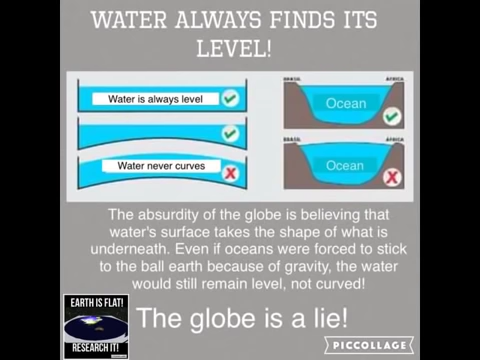 WATER ALWAYS FINDS ITS
LEVEL!
Water is always level
Water never curves
BRASIL
ÁFRICA
Ocean
BRASIL
ÁFRICA
Ocean
The absurdity of the globe is believing that
water's surface takes the shape of what is
underneath. Even if oceans were forced to stick
to the ball earth because of gravity, the water
would still remain level, not curved!
EARTH IS FLAT!
RESEARCH IT!
The globe is a lie!
PICCOLLAGE